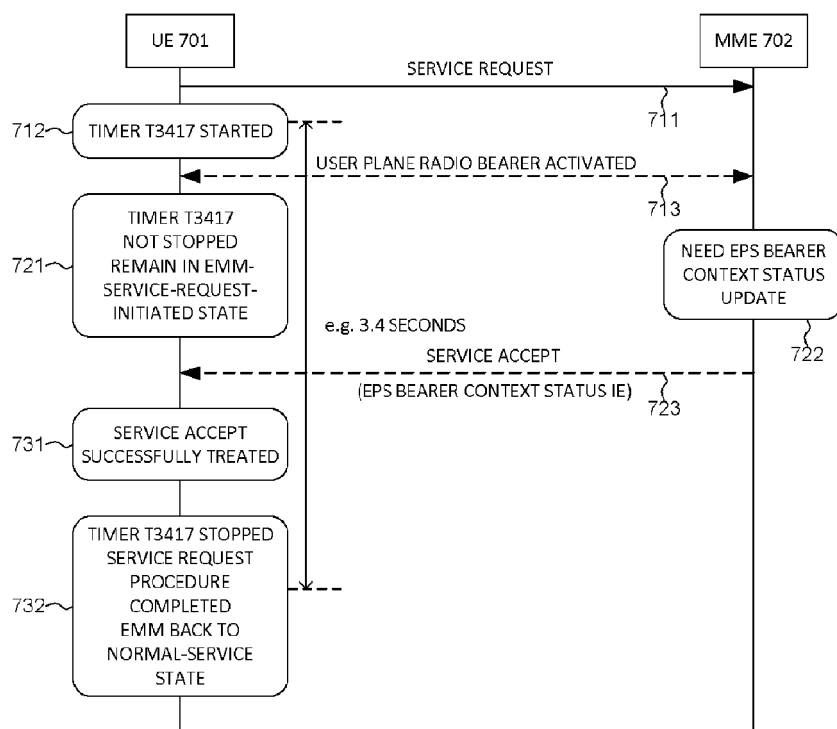 UE 701
MME 702
SERVICE REQUEST
711
712
TIMER T3417 STARTED
USER PLANE RADIO BEARER ACTIVATED
713
721
TIMER T3417
NOT STOPPED
REMAIN IN EMM-
SERVICE-REQUEST-
INITIATED STATE
NEED EPS BEARER
CONTEXT STATUS
UPDATE
722
e.g. 3.4 SECONDS
SERVICE ACCEPT
(EPS BEARER CONTEXT STATUS IE)
723
731
SERVICE ACCEPT
SUCCESSFULLY TREATED
732
TIMER T3417 STOPPED
SERVICE REQUEST
PROCEDURE
COMPLETED
EMM BACK TO
NORMAL-SERVICE
STATE